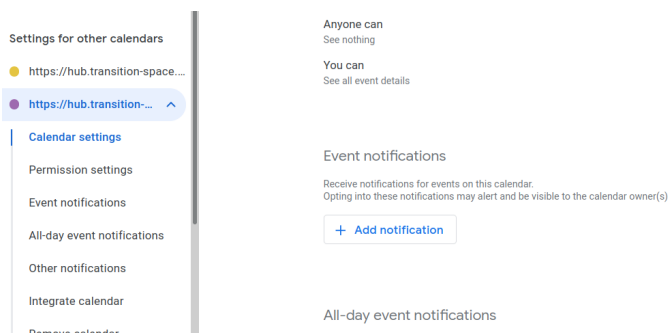 Settings for other calendars
https://hub.transition-space....
https://hub.transition-...
Calendar settings
Permission settings
Event notifications
All-day event notifications
Other notifications
Integrate calendar
Remove calendar
Anyone can
See nothing
You can
See all event details
Event notifications
Receive notifications for events on this calendar.
Opting into these notifications may alert and be visible to the calendar owner(s)
+ Add notification
All-day event notifications